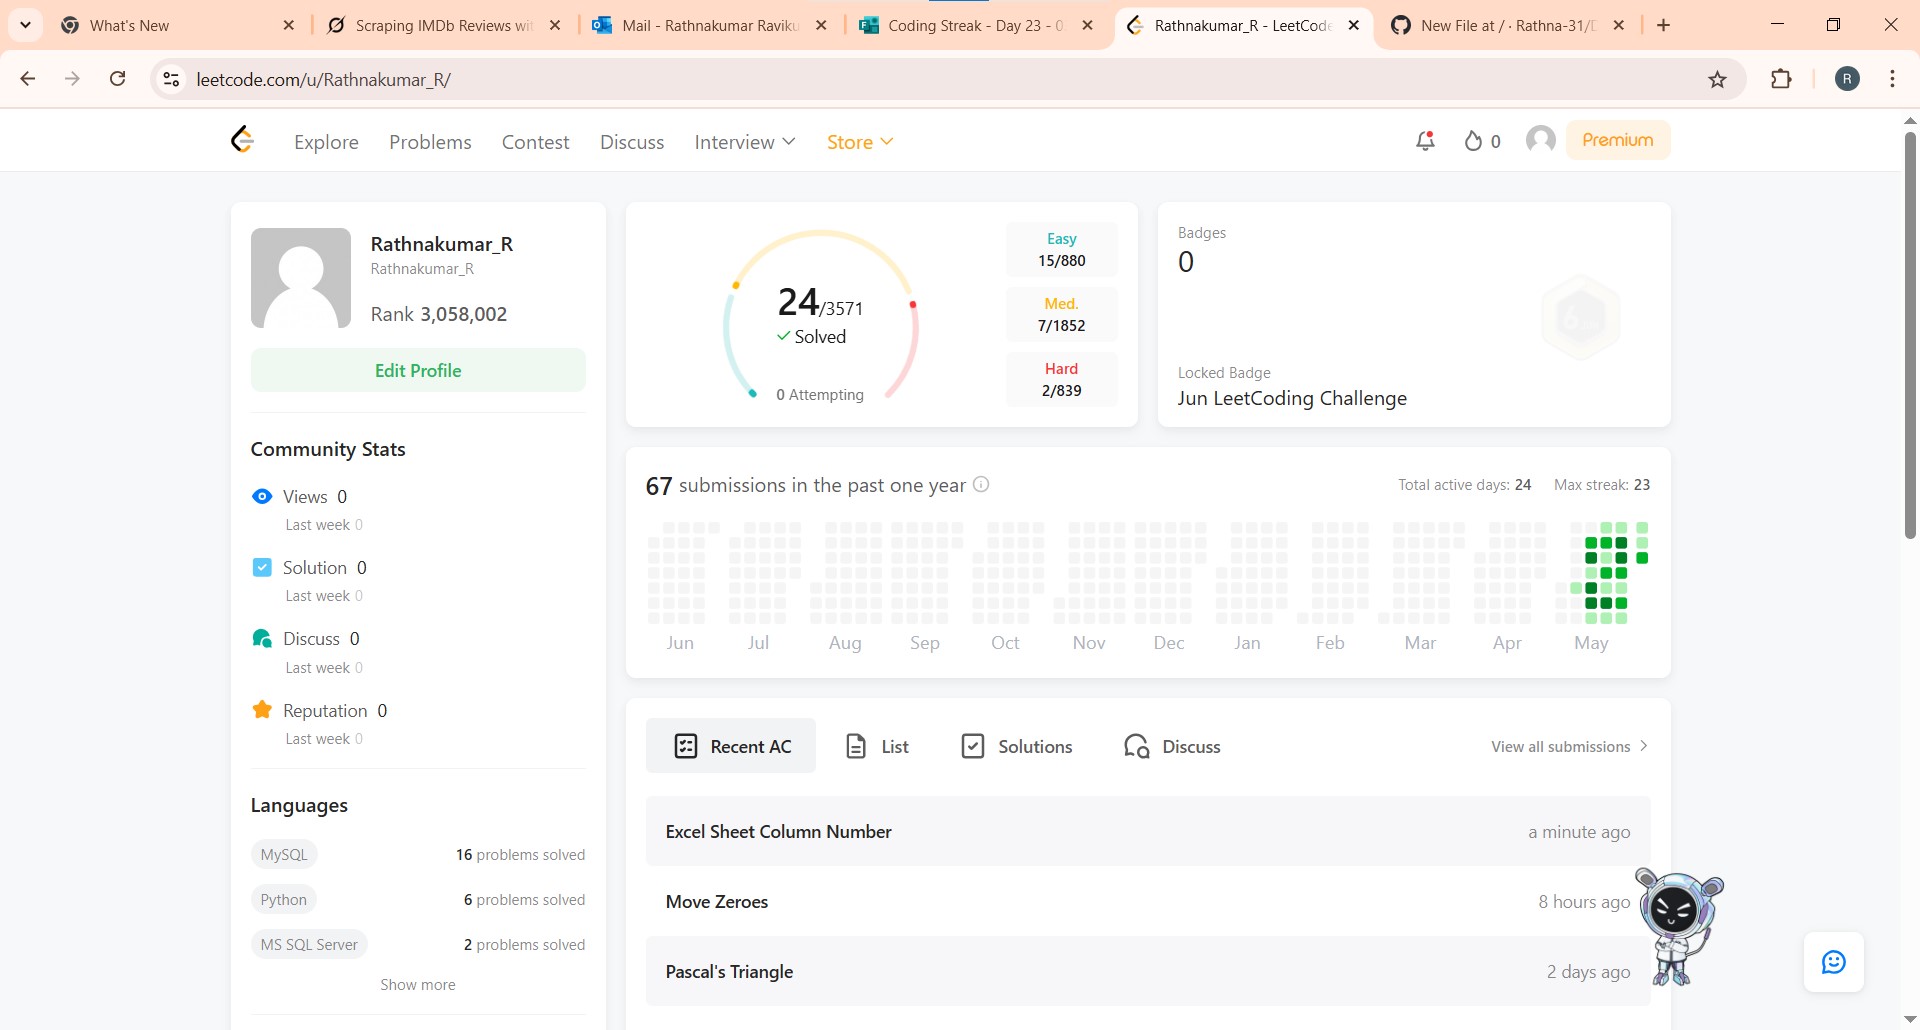 What's New
Scraping IMDb Reviews wi
Mail - Rathnakumar Raviku
Coding Streak - Day 23 - 0
Rathnakumar_R - LeetCode
New File at / · Rathna-31/D
leetcode.com/u/Rathnakumar_R/
R
Explore Problems Contest Discuss Interview Store 0 Premium
Rathnakumar_R
Rathnakumar_R
Rank 3,058,002
Edit Profile
Community Stats
Views 0
Last week 0
Solution 0
Last week 0
Discuss 0
Last week 0
Reputation 0
Last week 0
Languages
MySQL 16 problems solved
Python 6 problems solved
MS SQL Server 2 problems solved
Show more
24/3571
Solved
0 Attempting
Easy
15/880
Med.
7/1852
Hard
2/839
Badges
0
Locked Badge
Jun LeetCoding Challenge
67 submissions in the past one year Total active days: 24 Max streak: 23
Jun Jul Aug Sep Oct Nov Dec Jan Feb Mar Apr May
Recent AC List Solutions Discuss View all submissions
Excel Sheet Column Number a minute ago
Move Zeroes 8 hours ago
Pascal's Triangle 2 days ago